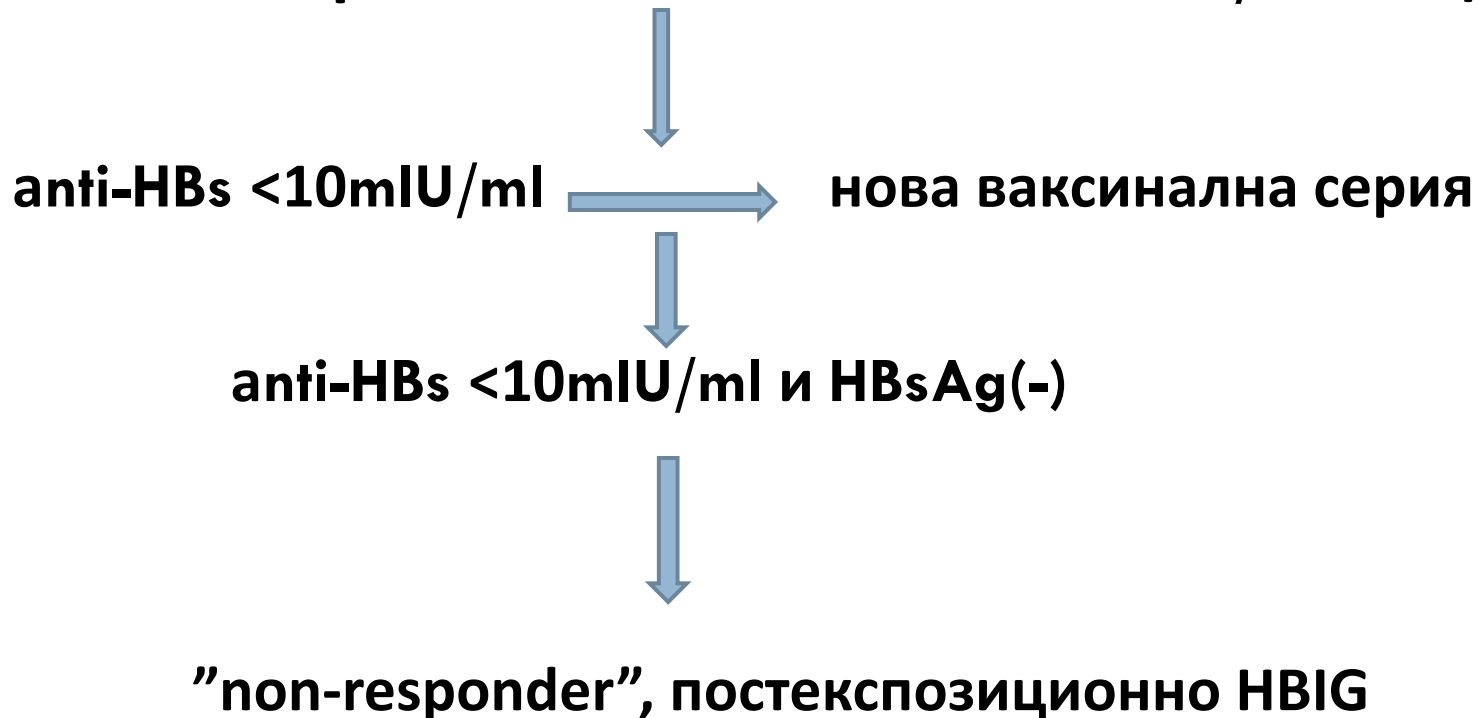 anti-HBs <10mIU/ml нова ваксинална серия
anti-HBs <10mIU/ml и HBsAg(-)
”non-responder”, постекспозиционно HBIG